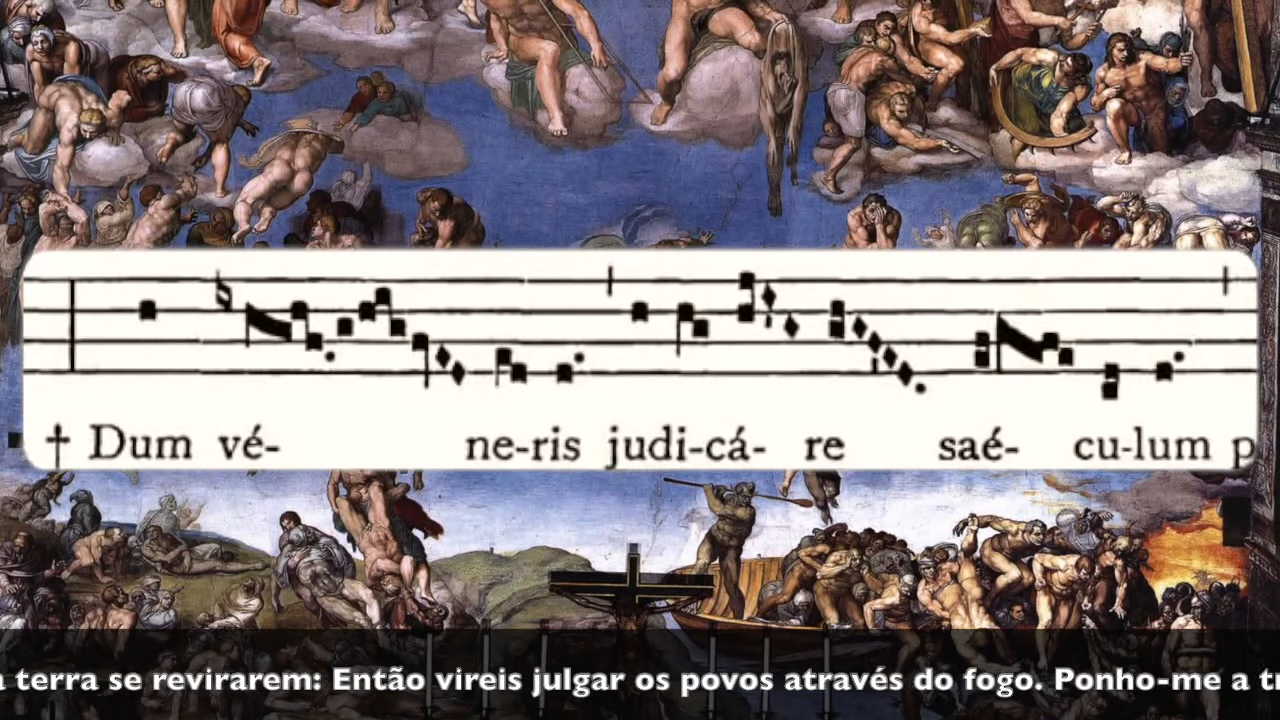 † Dum vé- ne-ris judi-cá- re saé- cu-lum p
a terra se revirarem: Então vireis julgar os povos através do fogo. Ponho-me a tr